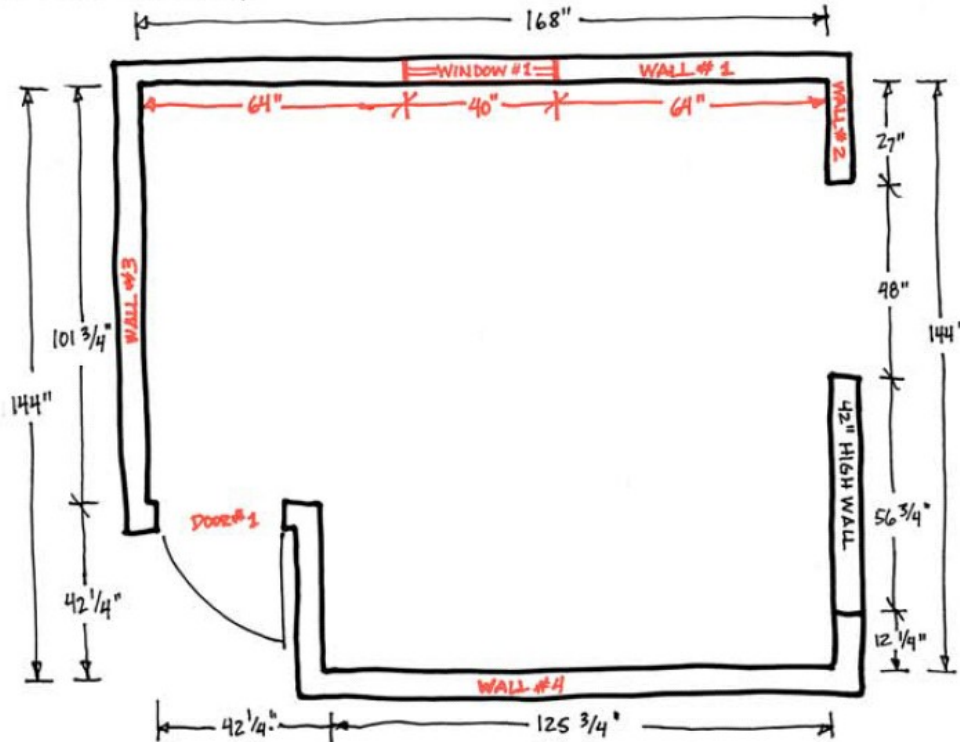 168"
WINDOW #1
WALL # 1
64"
40"
64"
WALL # 2
27"
WALL #3
48"
101 3/4"
144"
144"
42" HIGH WALL
DOOR #1
56 3/4"
42 1/4"
12 1/4"
WALL #4
42 1/4"
125 3/4"